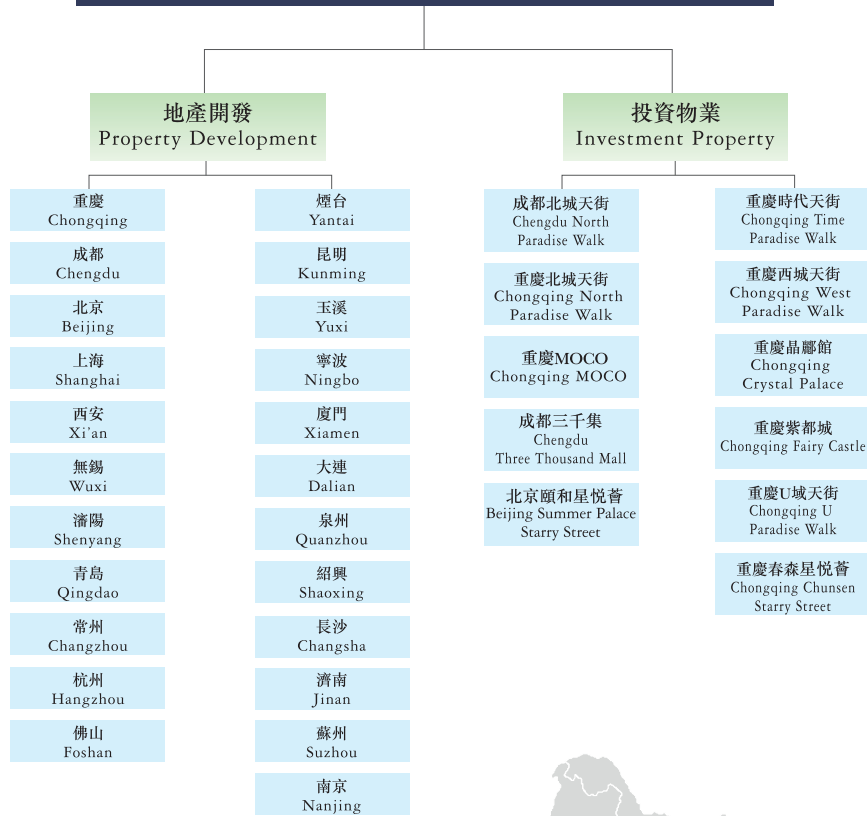 地產開發
Property Development
重慶
Chongqing
成都
Chengdu
北京
Beijing
上海
Shanghai
西安
Xi'an
無錫
Wuxi
瀋陽
Shenyang
青島
Qingdao
常州
Changzhou
杭州
Hangzhou
佛山
Foshan
煙台
Yantai
昆明
Kunming
玉溪
Yuxi
寧波
Ningbo
廈門
Xiamen
大連
Dalian
泉州
Quanzhou
紹興
Shaoxing
長沙
Changsha
濟南
Jinan
蘇州
Suzhou
南京
Nanjing
投資物業
Investment Property
成都北城天街
Chengdu North
Paradise Walk
重慶北城天街
Chongqing North
Paradise Walk
重慶MOCO
Chongqing MOCO
成都三千集
Chengdu
Three Thousand Mall
北京頤和星悦薈
Beijing Summer Palace
Starry Street
重慶時代天街
Chongqing Time
Paradise Walk
重慶西城天街
Chongqing West
Paradise Walk
重慶晶酈館
Chongqing
Crystal Palace
重慶紫都城
Chongqing Fairy Castle
重慶U城天街
Chongqing U
Paradise Walk
重慶春森星悦薈
Chongqing Chunsen
Starry Street